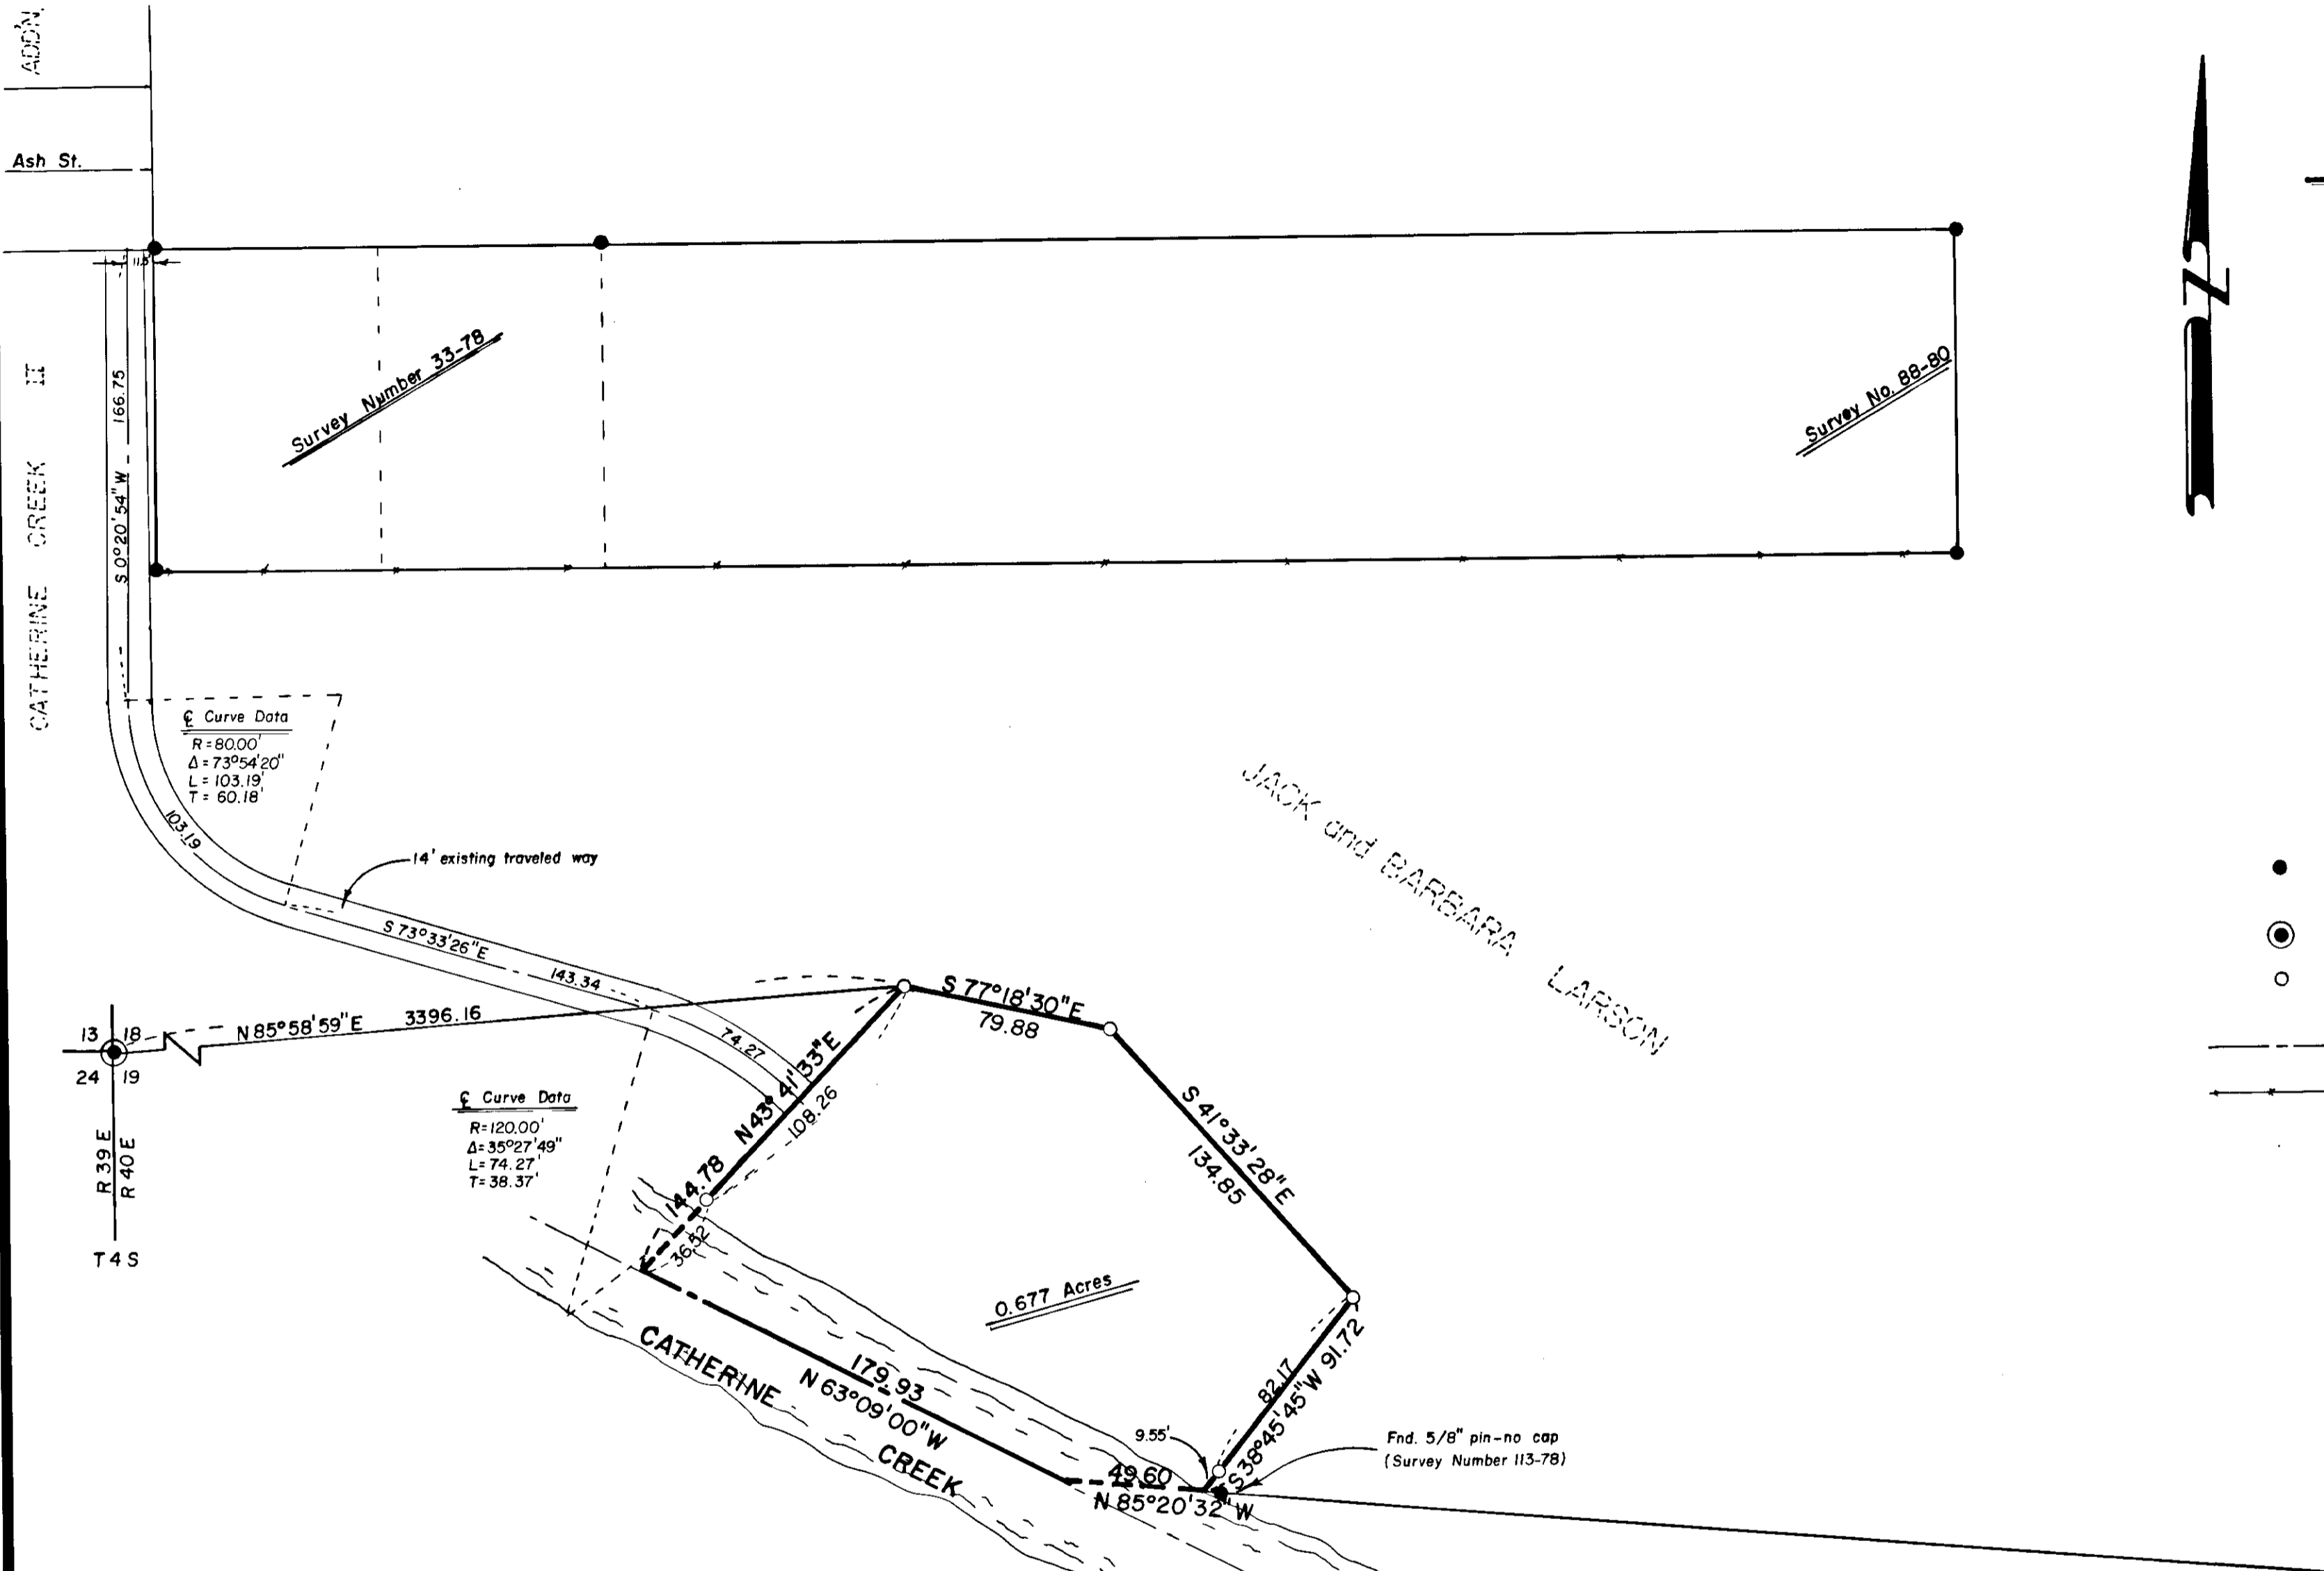 ADD'N.
Ash St.
11.5
CATHERINE CREEK II
S 0°20'54"W - 166.75
Survey Number 33-78
Survey No. 88-80
N
℄ Curve Data
R=80.00'
Δ=73°54'20"
L=103.19'
T=60.18'
103.19
14' existing traveled way
S 73°33'26"E
143.34
74.27
JACK and BARBARA LARSON
13 18
24 19
N 85°58'59"E 3396.16
R 39 E
R 40 E
T 4 S
S 77°18'30"E
79.88
N 43°41'33"E
144.78
108.26
36.52
S 41°33'28"E
134.85
℄ Curve Data
R=120.00'
Δ=35°27'49"
L=74.27'
T=38.37'
0.677 Acres
CATHERINE CREEK
179.93
N 63°09'00"W
82.17
S 38°45'45"W 91.72
9.55'
49.60
N 85°20'32"W
Fnd. 5/8" pin-no cap
(Survey Number 113-78)